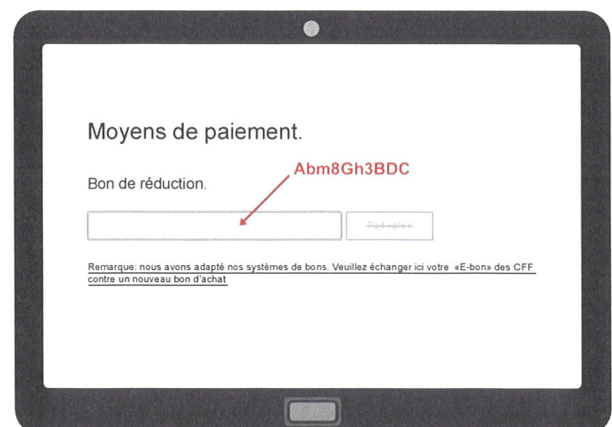 Moyens de paiement.
Abm8Gh3BDC
Bon de réduction.
Remarque: nous avons adapté nos systèmes de bons. Veuillez échanger ici votre «E-bon» des CFF
contre un nouveau bon d'achat